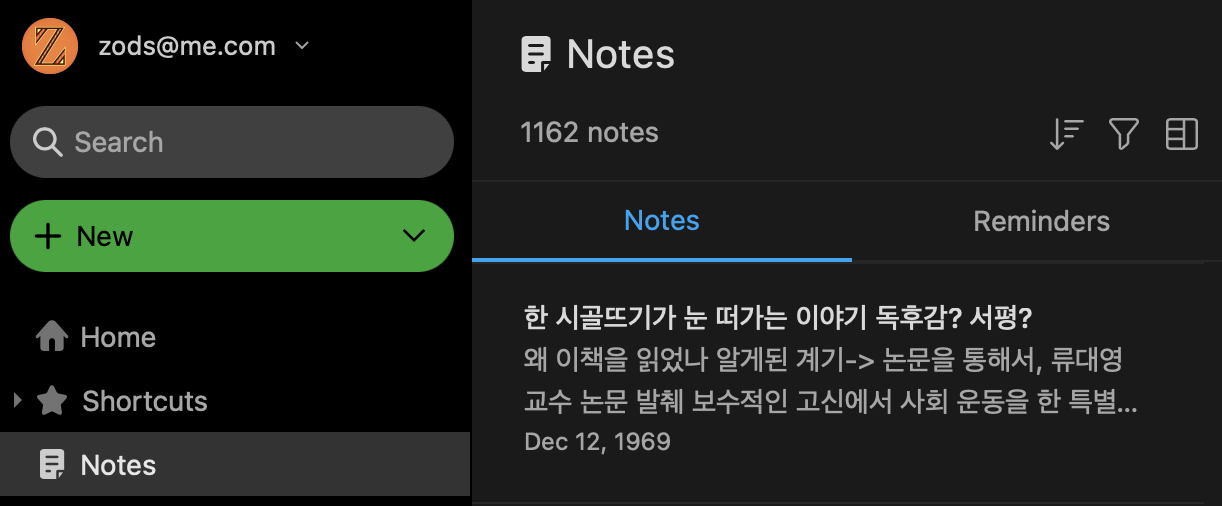 zods@me.com
Search
New
Home
Shortcuts
Notes
Notes
1162 notes
Notes
Reminders
한 시골뜨기가 눈 떠가는 이야기 독후감? 서평?
왜 이책을 읽었나 알게된 계기-> 논문을 통해서, 류대영
교수 논문 발췌 보수적인 고신에서 사회 운동을 한 특별...
Dec 12, 1969